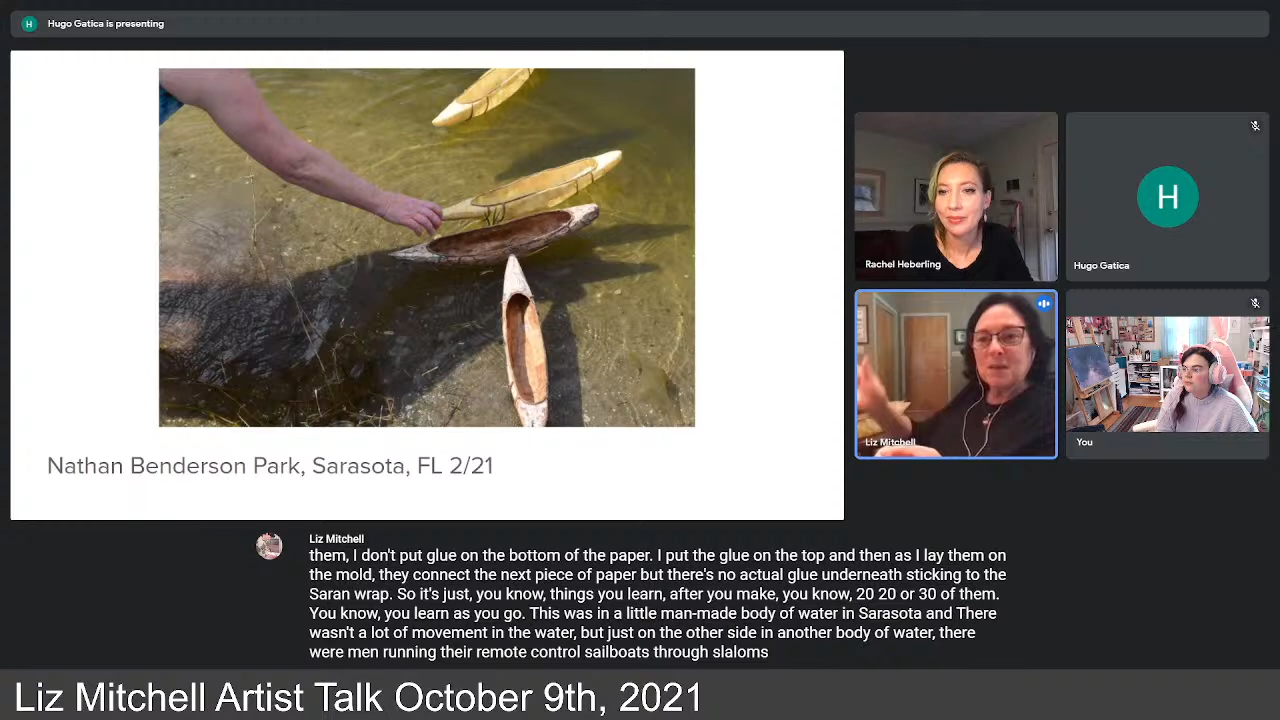 H
Hugo Gatica is presenting
Nathan Benderson Park, Sarasota, FL 2/21
Rachel Heberling
H
Hugo Gatica
Liz Mitchell
You
Liz Mitchell
them, I don't put glue on the bottom of the paper. I put the glue on the top and then as I lay them on
the mold, they connect the next piece of paper but there's no actual glue underneath sticking to the
Saran wrap. So it's just, you know, things you learn, after you make, you know, 20 20 or 30 of them.
You know, you learn as you go. This was in a little man-made body of water in Sarasota and There
wasn't a lot of movement in the water, but just on the other side in another body of water, there
were men running their remote control sailboats through slaloms
Liz Mitchell Artist Talk October 9th, 2021